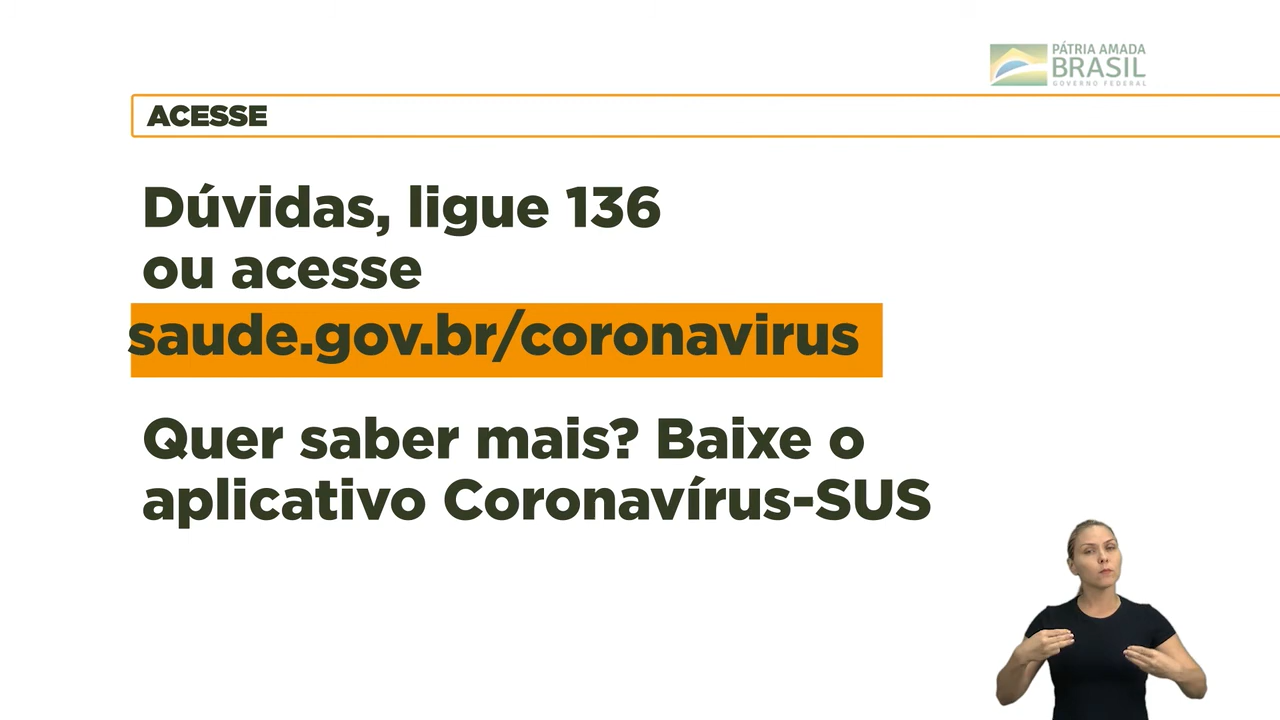 PÁTRIA AMADA
BRASIL
GOVERNO FEDERAL
ACESSE
Dúvidas, ligue 136
ou acesse
saude.gov.br/coronavirus
Quer saber mais? Baixe o
aplicativo Coronavírus-SUS